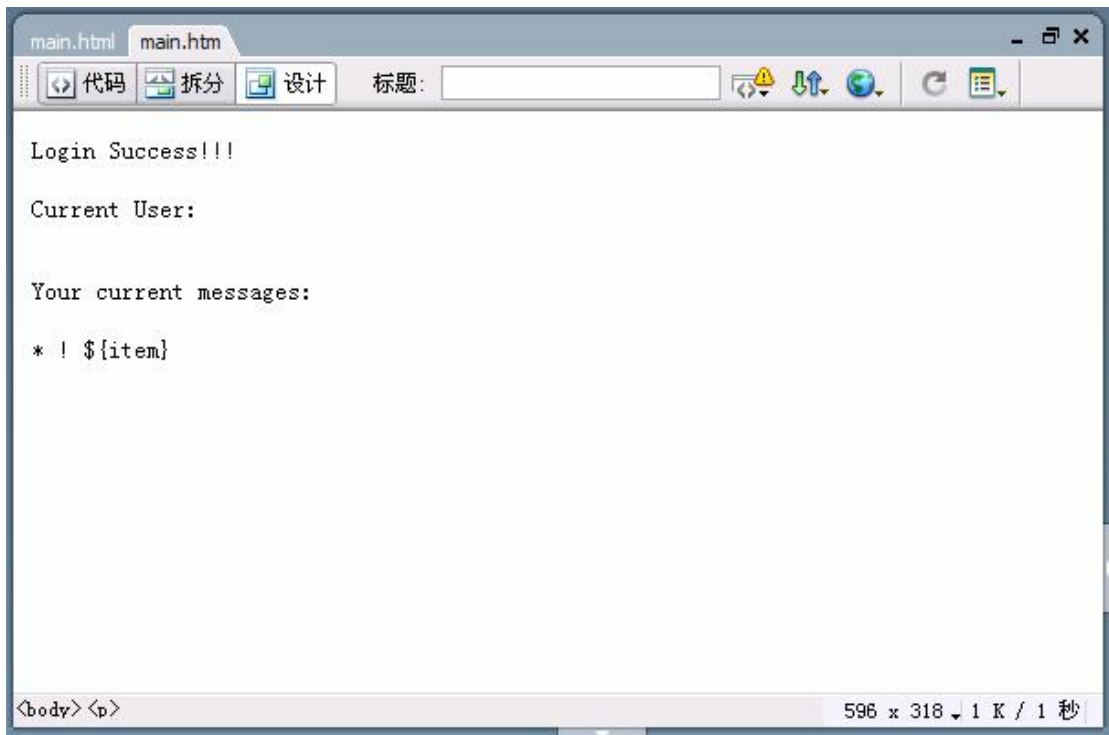 main.html main.htm
代码 拆分 设计 标题:
Login Success!!!
Current User:
Your current messages:
* ! ${item}
<body> <p> 596 x 318 1 K / 1 秒